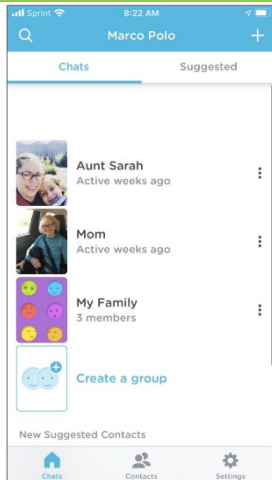 Sprint 8:22 AM
Marco Polo
Chats Suggested
Aunt Sarah
Active weeks ago
Mom
Active weeks ago
My Family
3 members
Create a group
New Suggested Contacts
Chats Contacts Settings